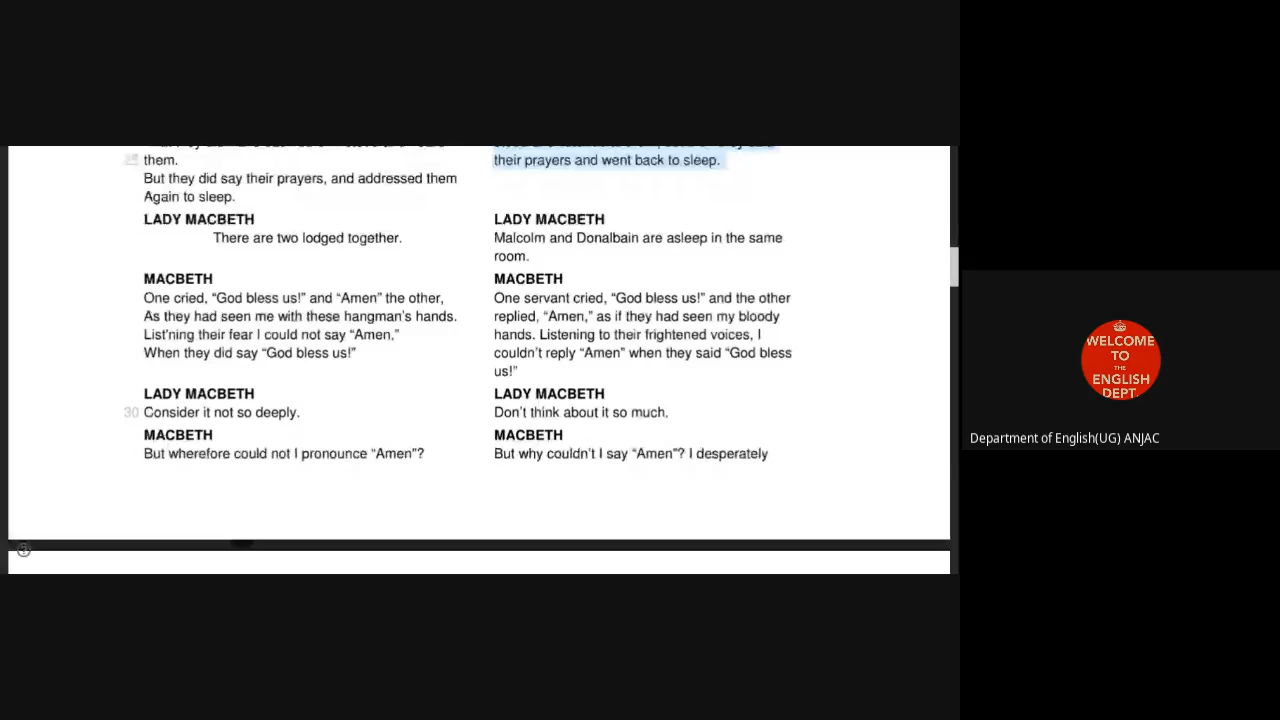 them.
But they did say their prayers, and addressed them
Again to sleep.
LADY MACBETH
There are two lodged together.
MACBETH
One cried, “God bless us!” and “Amen” the other,
As they had seen me with these hangman’s hands.
List’ning their fear I could not say “Amen,”
When they did say “God bless us!”
LADY MACBETH
30 Consider it not so deeply.
MACBETH
But wherefore could not I pronounce “Amen”?
their prayers and went back to sleep.
LADY MACBETH
Malcolm and Donalbain are asleep in the same
room.
MACBETH
One servant cried, “God bless us!” and the other
replied, “Amen,” as if they had seen my bloody
hands. Listening to their frightened voices, I
couldn’t reply “Amen” when they said “God bless
us!”
LADY MACBETH
Don’t think about it so much.
MACBETH
But why couldn’t I say “Amen”? I desperately
WELCOME
TO
THE
ENGLISH
DEPT.
Department of English(UG) ANJAC